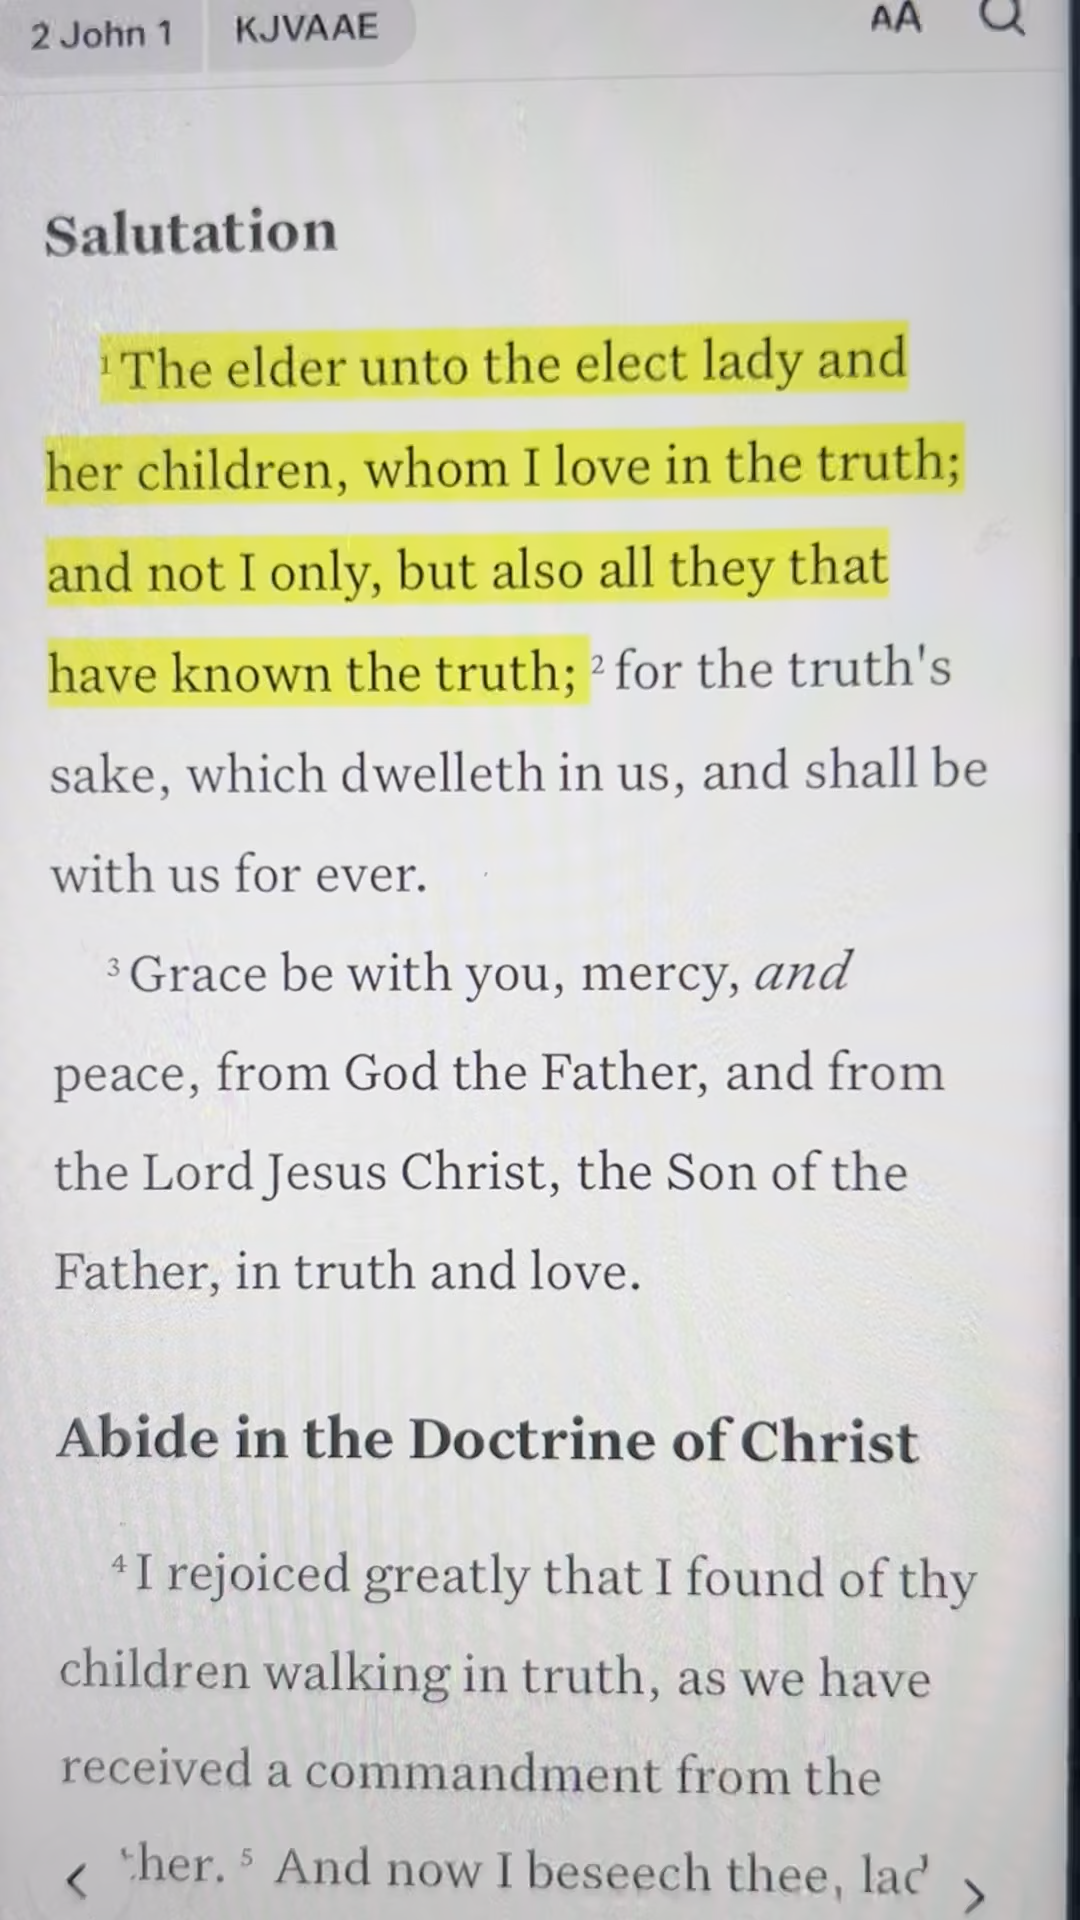 2 John 1 KJVAAE AA
Salutation
1 The elder unto the elect lady and
her children, whom I love in the truth;
and not I only, but also all they that
have known the truth; 2 for the truth's
sake, which dwelleth in us, and shall be
with us for ever.
3 Grace be with you, mercy, and
peace, from God the Father, and from
the Lord Jesus Christ, the Son of the
Father, in truth and love.
Abide in the Doctrine of Christ
4 I rejoiced greatly that I found of thy
children walking in truth, as we have
received a commandment from the
ther. 5 And now I beseech thee,